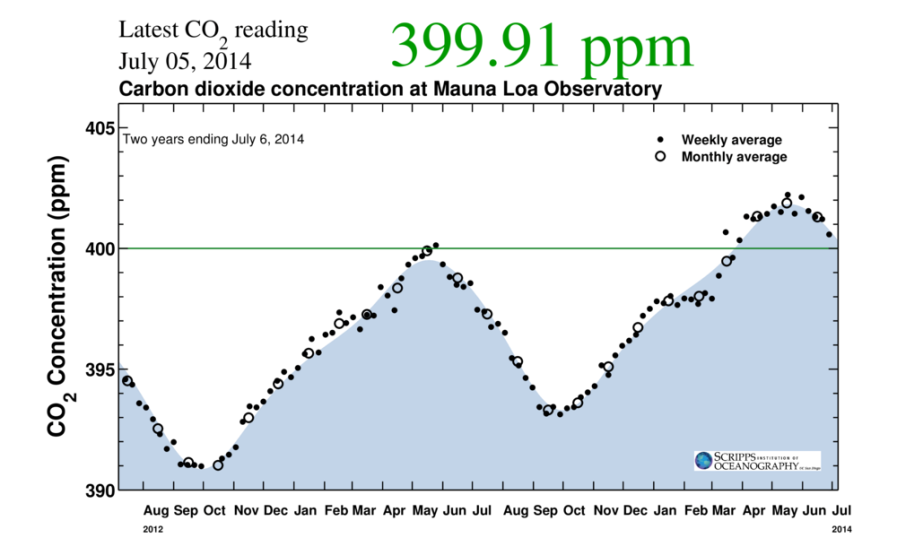 Latest CO2 reading
July 05, 2014
399.91 ppm
Carbon dioxide concentration at Mauna Loa Observatory
Two years ending July 6, 2014
Weekly average
Monthly average
CO2 Concentration (ppm)
405
400
395
390
SCRIPPS INSTITUTION OF
OCEANOGRAPHY UC San Diego
Aug Sep Oct Nov Dec Jan Feb Mar Apr May Jun Jul Aug Sep Oct Nov Dec Jan Feb Mar Apr May Jun Jul
2012 2014